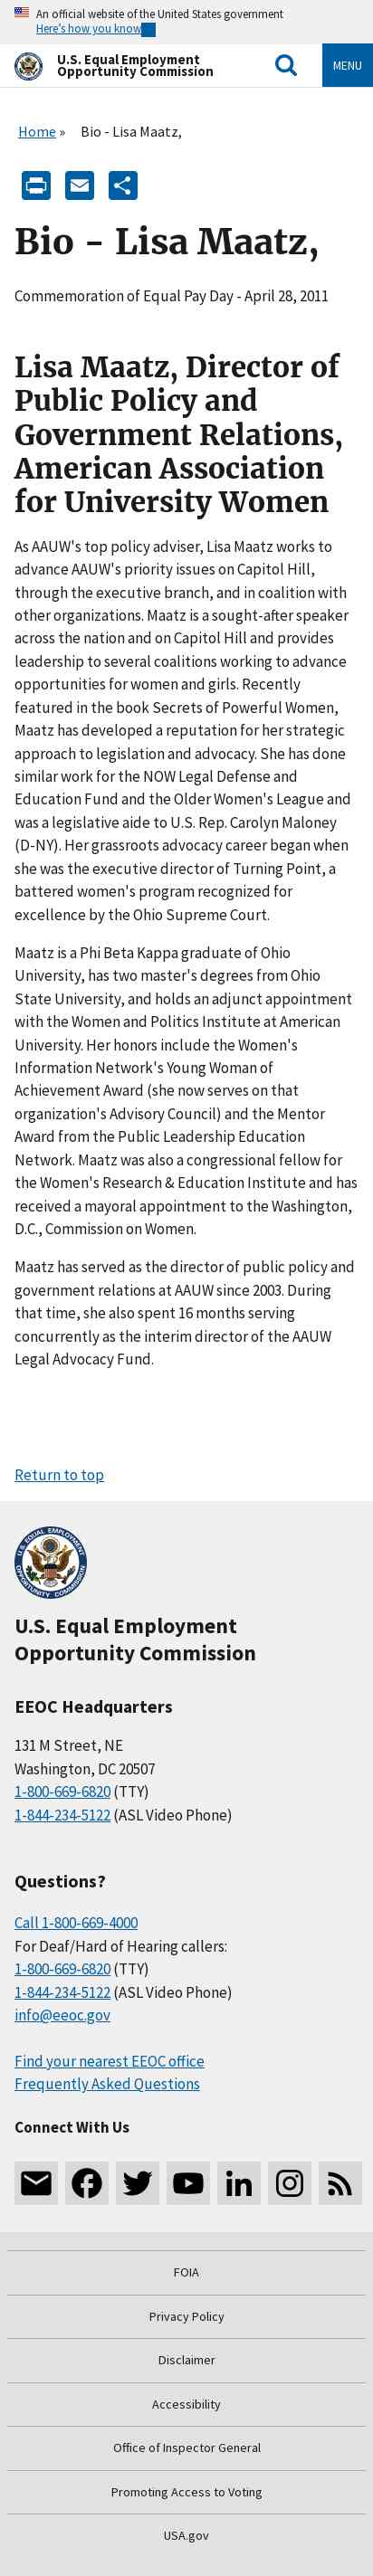 An official website of the United States government
Here's how you know
U.S. Equal Employment
Opportunity Commission
MENU
Home » Bio - Lisa Maatz,
Bio - Lisa Maatz,
Commemoration of Equal Pay Day - April 28, 2011
Lisa Maatz, Director of
Public Policy and
Government Relations,
American Association
for University Women
As AAUW's top policy adviser, Lisa Maatz works to
advance AAUW's priority issues on Capitol Hill,
through the executive branch, and in coalition with
other organizations. Maatz is a sought-after speaker
across the nation and on Capitol Hill and provides
leadership to several coalitions working to advance
opportunities for women and girls. Recently
featured in the book Secrets of Powerful Women,
Maatz has developed a reputation for her strategic
approach to legislation and advocacy. She has done
similar work for the NOW Legal Defense and
Education Fund and the Older Women's League and
was a legislative aide to U.S. Rep. Carolyn Maloney
(D-NY). Her grassroots advocacy career began when
she was the executive director of Turning Point, a
battered women's program recognized for
excellence by the Ohio Supreme Court.
Maatz is a Phi Beta Kappa graduate of Ohio
University, has two master's degrees from Ohio
State University, and holds an adjunct appointment
with the Women and Politics Institute at American
University. Her honors include the Women's
Information Network's Young Woman of
Achievement Award (she now serves on that
organization's Advisory Council) and the Mentor
Award from the Public Leadership Education
Network. Maatz was also a congressional fellow for
the Women's Research & Education Institute and has
received a mayoral appointment to the Washington,
D.C., Commission on Women.
Maatz has served as the director of public policy and
government relations at AAUW since 2003. During
that time, she also spent 16 months serving
concurrently as the interim director of the AAUW
Legal Advocacy Fund.
Return to top
U.S. EQUAL EMPLOYMENT OPPORTUNITY COMMISSION
U.S. Equal Employment
Opportunity Commission
EEOC Headquarters
131 M Street, NE
Washington, DC 20507
1-800-669-6820 (TTY)
1-844-234-5122 (ASL Video Phone)
Questions?
Call 1-800-669-4000
For Deaf/Hard of Hearing callers:
1-800-669-6820 (TTY)
1-844-234-5122 (ASL Video Phone)
info@eeoc.gov
Find your nearest EEOC office
Frequently Asked Questions
Connect With Us
FOIA
Privacy Policy
Disclaimer
Accessibility
Office of Inspector General
Promoting Access to Voting
USA.gov